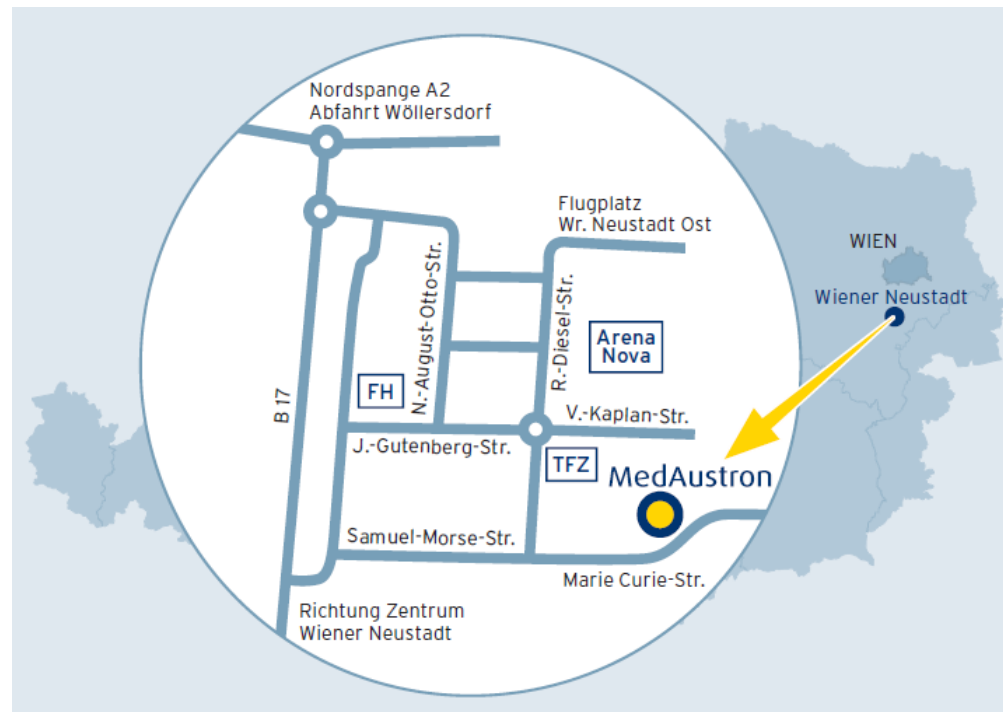 Nordspange A2
Abfahrt Wöllersdorf
Flugplatz
Wr. Neustadt Ost
WIEN
Wiener Neustadt
N.-August-Otto-Str.
R.-Diesel-Str.
Arena
Nova
B 17
FH
V.-Kaplan-Str.
J.-Gutenberg-Str.
TFZ
MedAustron
Samuel-Morse-Str.
Marie Curie-Str.
Richtung Zentrum
Wiener Neustadt